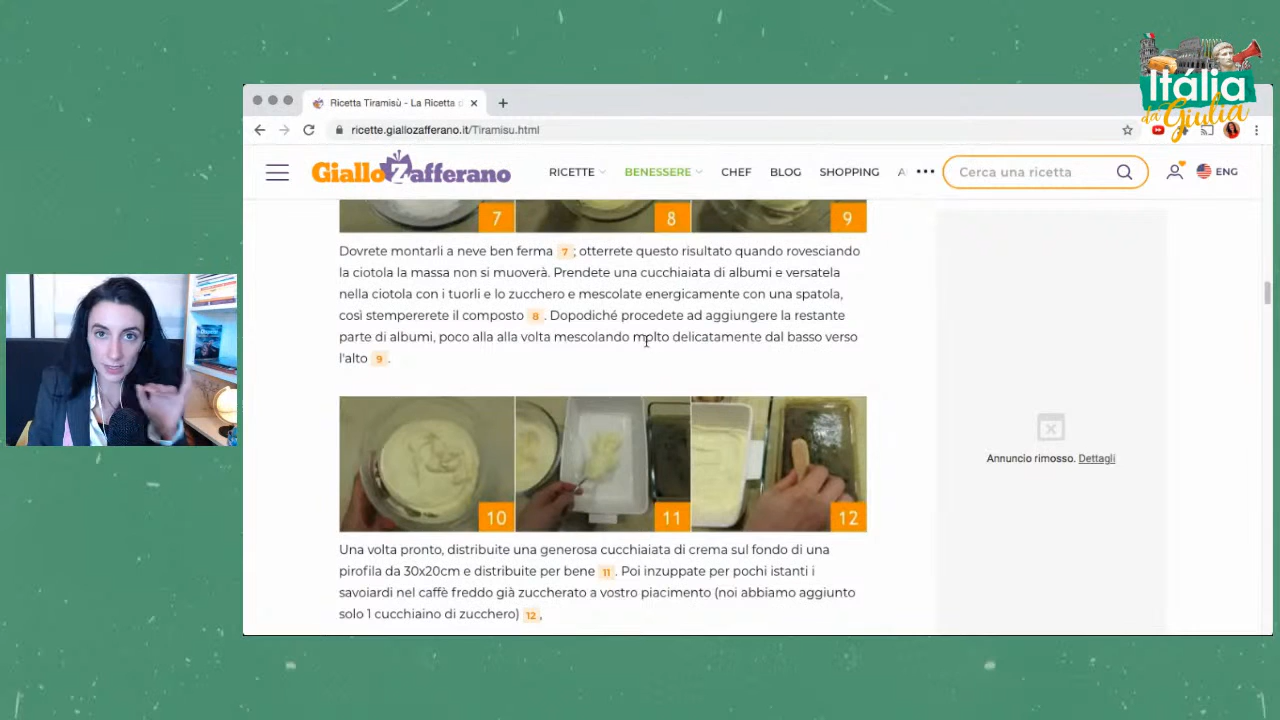 Itália
da Giulia
Ricetta Tiramisù - La Ricetta d
ricette.giallozafferano.it/Tiramisu.html
GialloZafferano
RICETTE
BENESSERE
CHEF
BLOG
SHOPPING
A
Cerca una ricetta
ENG
7
8
9
Dovrete montarli a neve ben ferma 7; otterrete questo risultato quando rovesciando
la ciotola la massa non si muoverà. Prendete una cucchiaiata di albumi e versatela
nella ciotola con i tuorli e lo zucchero e mescolate energicamente con una spatola,
così stempererete il composto 8. Dopodiché procedete ad aggiungere la restante
parte di albumi, poco alla alla volta mescolando molto delicatamente dal basso verso
l'alto 9.
Annuncio rimosso. Dettagli
10
11
12
Una volta pronto, distribuite una generosa cucchiaiata di crema sul fondo di una
pirofila da 30x20cm e distribuite per bene 11. Poi inzuppate per pochi istanti i
savoiardi nel caffè freddo già zuccherato a vostro piacimento (noi abbiamo aggiunto
solo 1 cucchiaino di zucchero) 12,